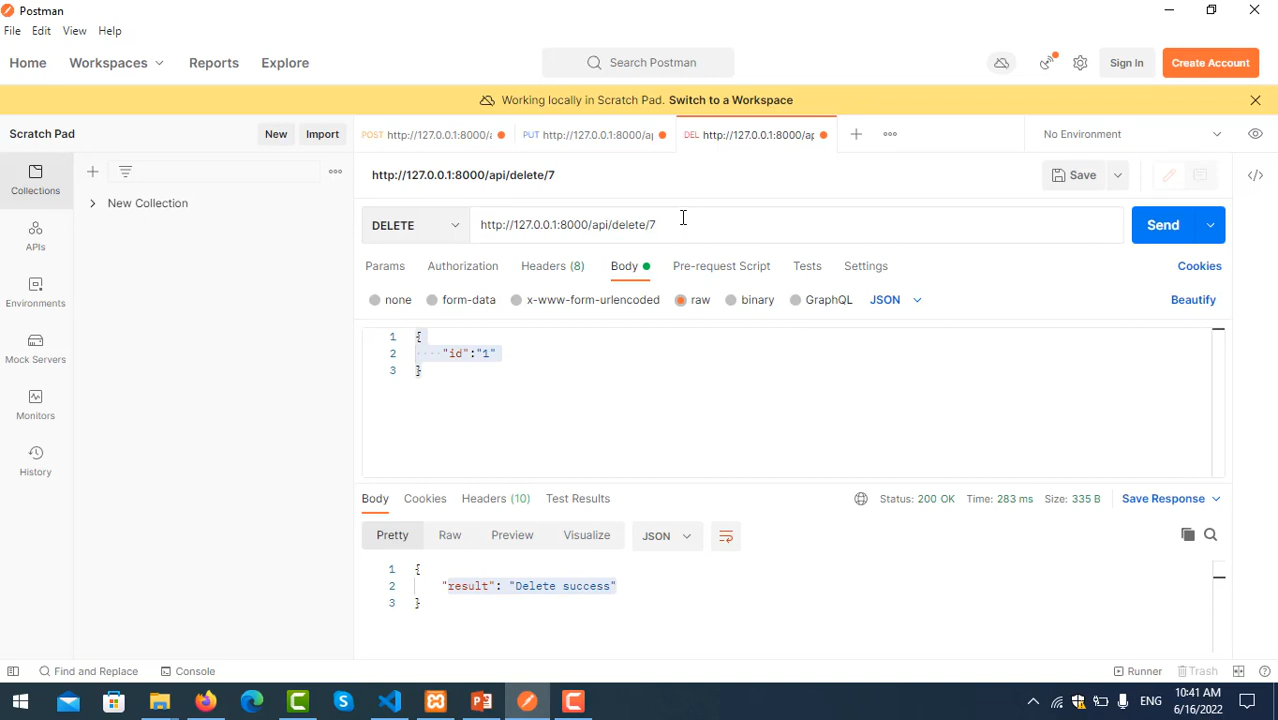 Postman
File Edit View Help
Home Workspaces Reports Explore Search Postman Sign In Create Account
Working locally in Scratch Pad. Switch to a Workspace
Scratch Pad New Import POST http://127.0.0.1:8000/ PUT http://127.0.0.1:8000/ap DEL http://127.0.0.1:8000/ap No Environment
http://127.0.0.1:8000/api/delete/7 Save
Collections
New Collection
DELETE http://127.0.0.1:8000/api/delete/7 Send
APIs
Params Authorization Headers (8) Body Pre-request Script Tests Settings Cookies
Environments
none form-data x-www-form-urlencoded raw binary GraphQL JSON Beautify
1 {
2 "id":"1"
3 }
Mock Servers
Monitors
History
Body Cookies Headers (10) Test Results Status: 200 OK Time: 283 ms Size: 335 B Save Response
Pretty Raw Preview Visualize JSON
1 {
2 "result": "Delete success"
3 }
Find and Replace Console Runner Trash
ENG 10:41 AM
6/16/2022